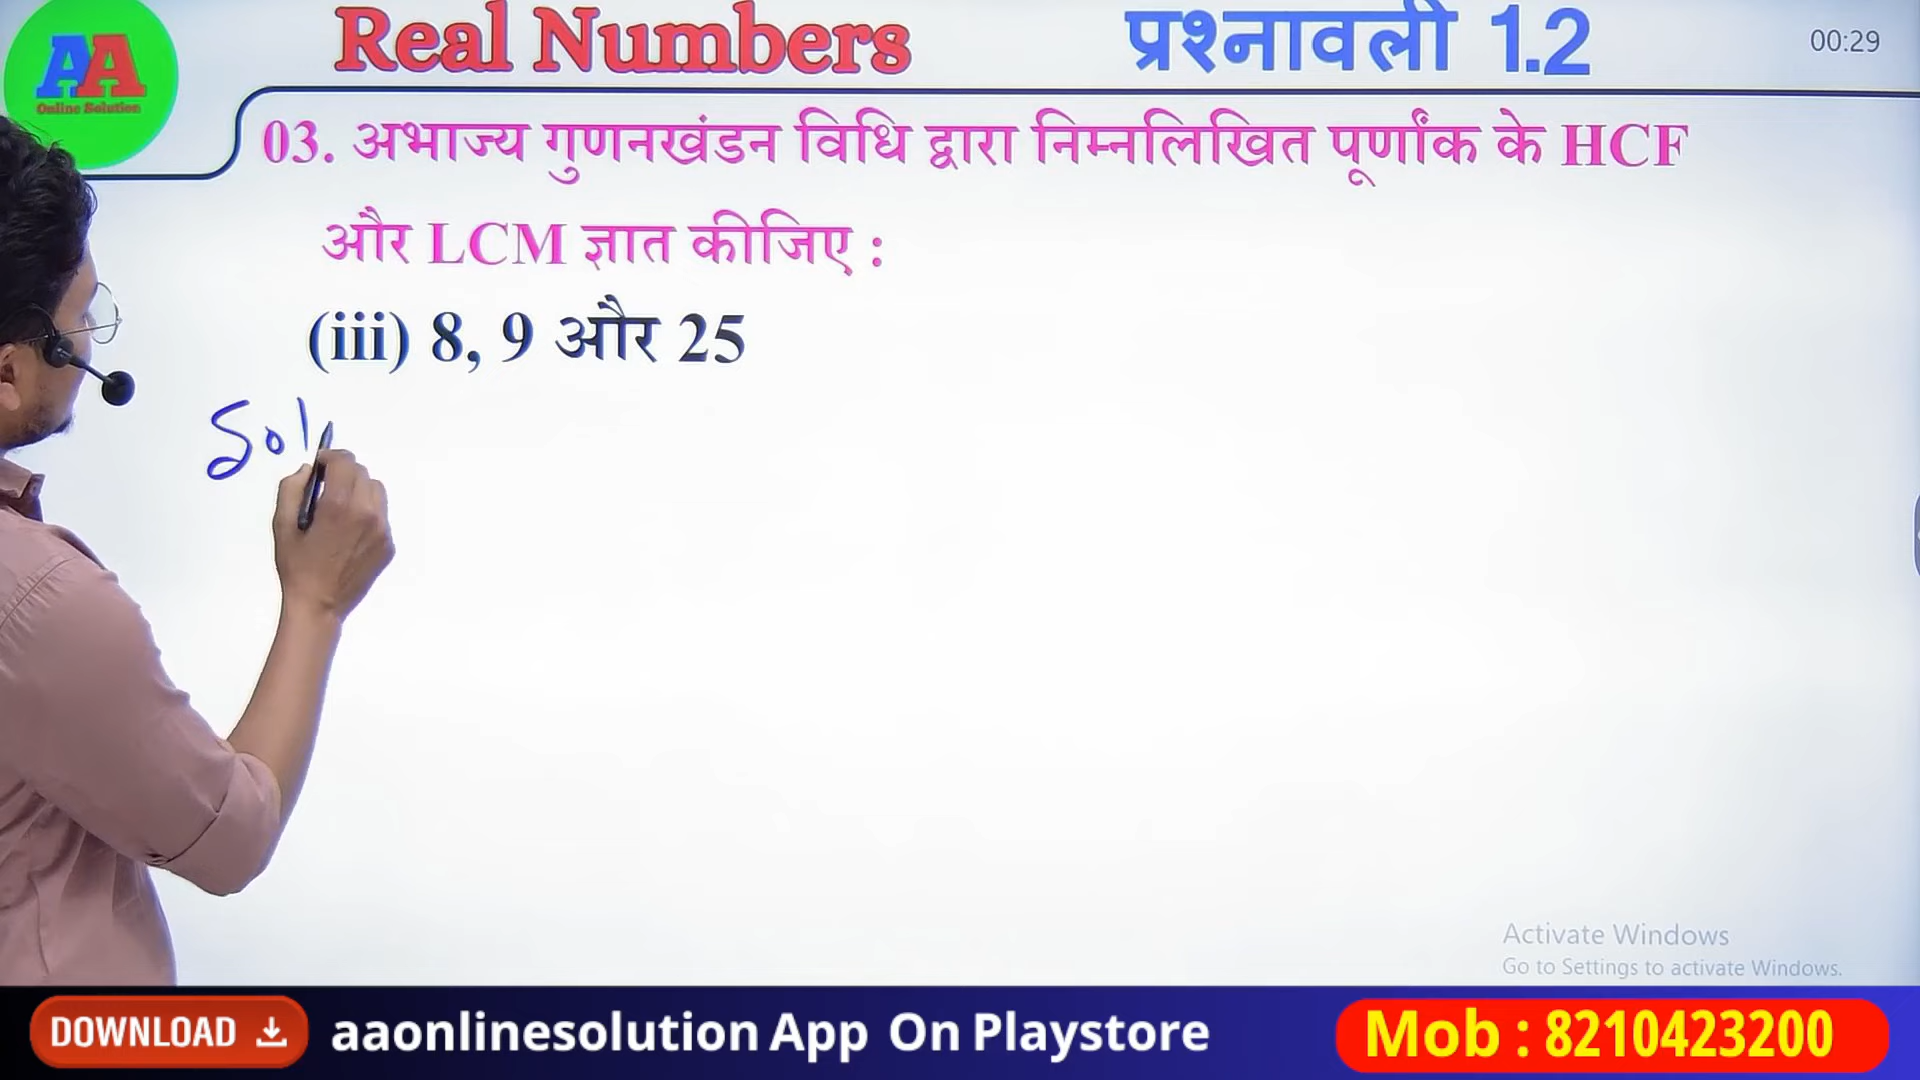 AA
Online Solution
Real Numbers
प्रश्नावली 1.2
00:29
03. अभाज्य गुणनखंडन विधि द्वारा निम्नलिखित पूर्णांक के HCF
और LCM ज्ञात कीजिए :
(iii) 8, 9 और 25
Sol
Activate Windows
Go to Settings to activate Windows.
DOWNLOAD
aaonlinesolution App On Playstore
Mob : 8210423200